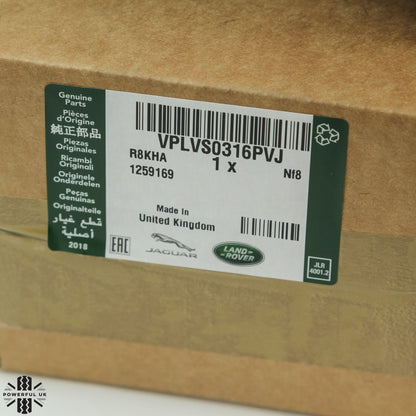 Genuine
Parts
Pièces
d'Origine
純正部品
Piezas
Originales
Ricambi
Originali
Originele
Onderdelen
Peças
Genuínas
Originalteile
قطع غيار
أصلية
2018
VPLVS0316PVJ
1 x
R8KHA
1259169
Nf8
Made In
United Kingdom
EAC
JAGUAR
LAND-
ROVER
JLR
4001.2
POWERFUL UK